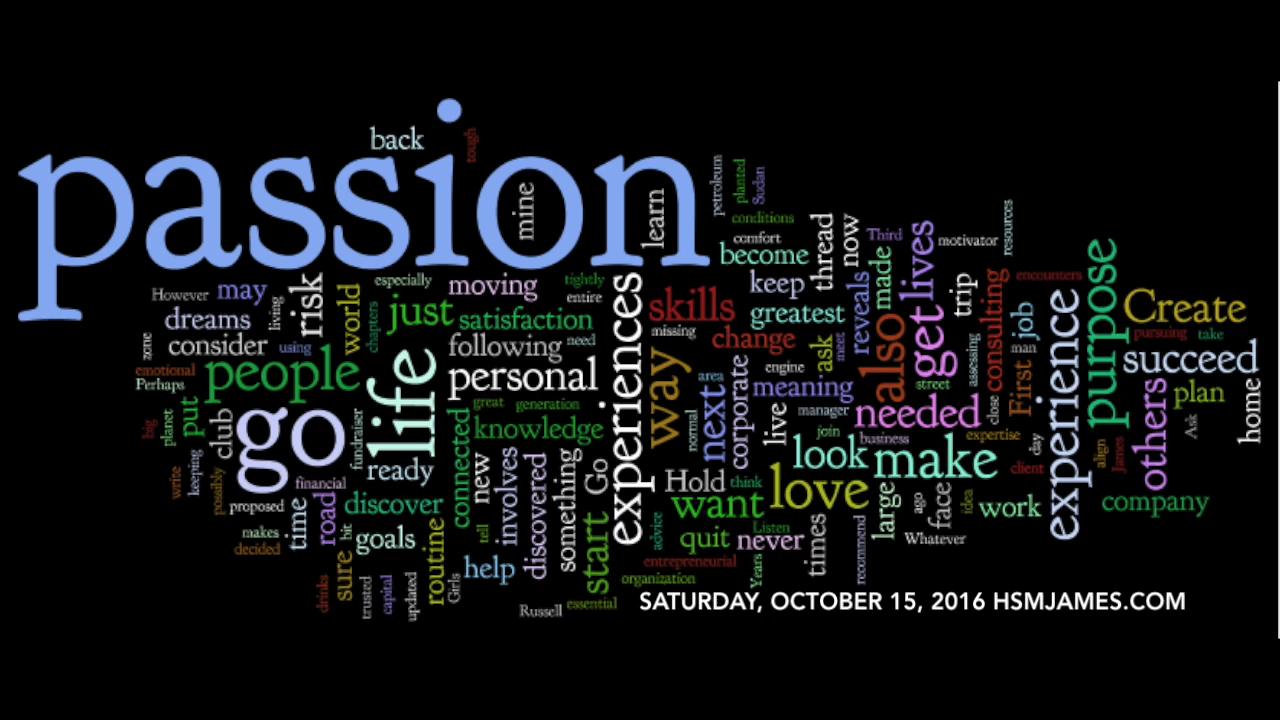 back
tough
passion
mine
learn
petroleum
planted
Sudan
conditions
comfort
become
thread
now
Third
made
lives
motivator
resources
However
may
living
risk
world
especially
moving
tightly
entire
experiences
skills
keep
greatest
reveals
trip
consulting
encounters
purpose
Create
dreams
chapters
just
satisfaction
missing
change
ask
meet
also
get
assessing
First
job
man
pursuing
take
zone
consider
using
following
need
way
engine
succeed
emotional
Perhaps
people
life
personal
area
meaning
street
close
experience
plan
big
planet
put
club
go
great
generation
knowledge
normal
next
corporate
live
manager
needed
others
Ask
home
fundraiser
connected
join
business
expertise
day
align
James
write
keeping
possibly
financial
ready
new
involves
discovered
something
Go
Hold
think
look
make
client
proposed
road
discover
want
love
large
ago
face
idea
work
company
makes
decided
time
bit
goals
routine
tell
start
advice
quit
Listen
never
times
recommend
Whatever
drinks
sure
trusted
capital
updated
Girls
help
entrepreneurial
organization
Years
Russell
essential
SATURDAY, OCTOBER 15, 2016 HSMJAMES.COM